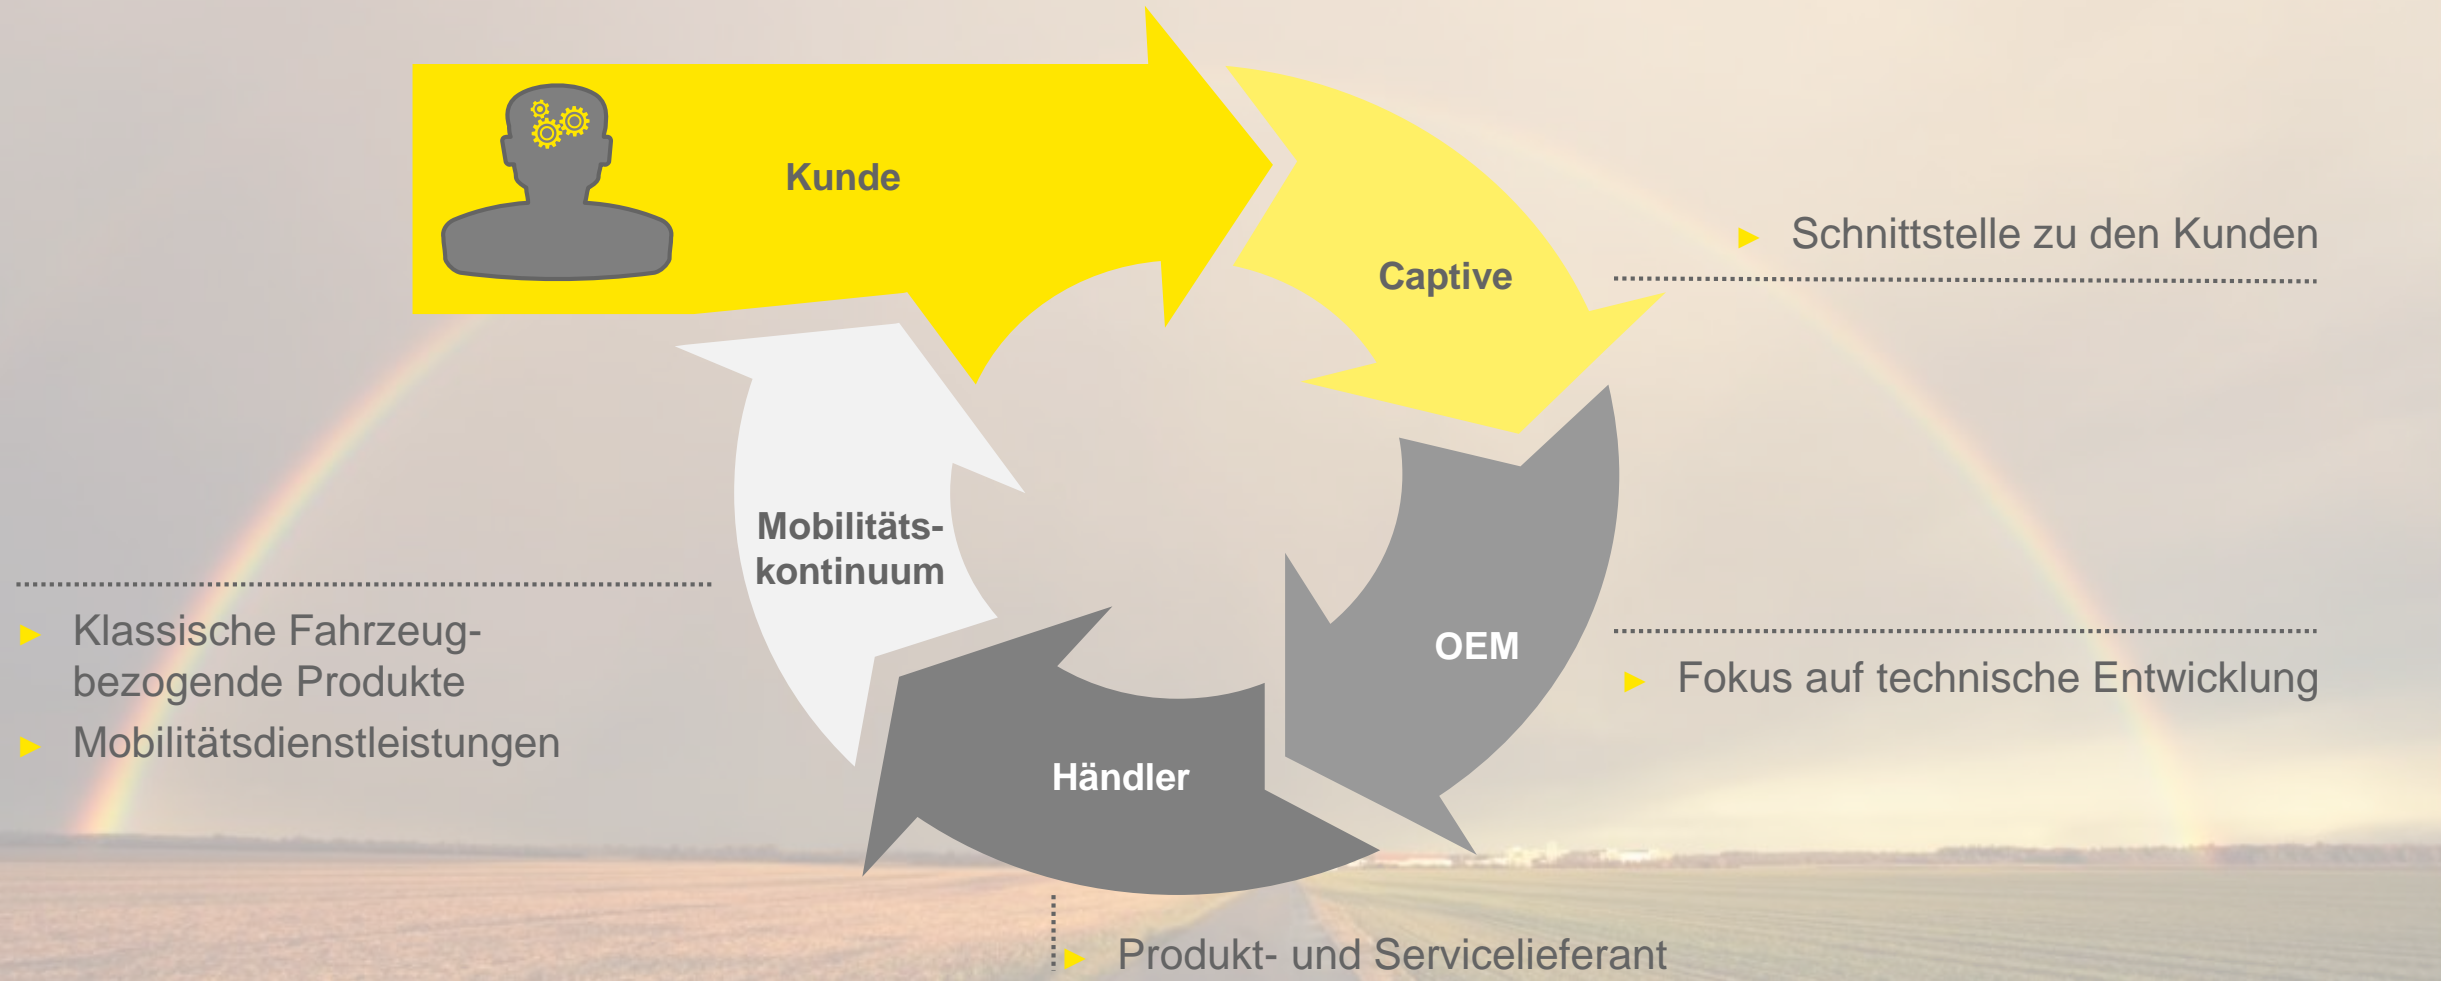 Kunde
Captive
► Schnittstelle zu den Kunden
Mobilitäts-
kontinuum
OEM
► Fokus auf technische Entwicklung
► Klassische Fahrzeug-
bezogende Produkte
► Mobilitätsdienstleistungen
Händler
► Produkt- und Servicelieferant